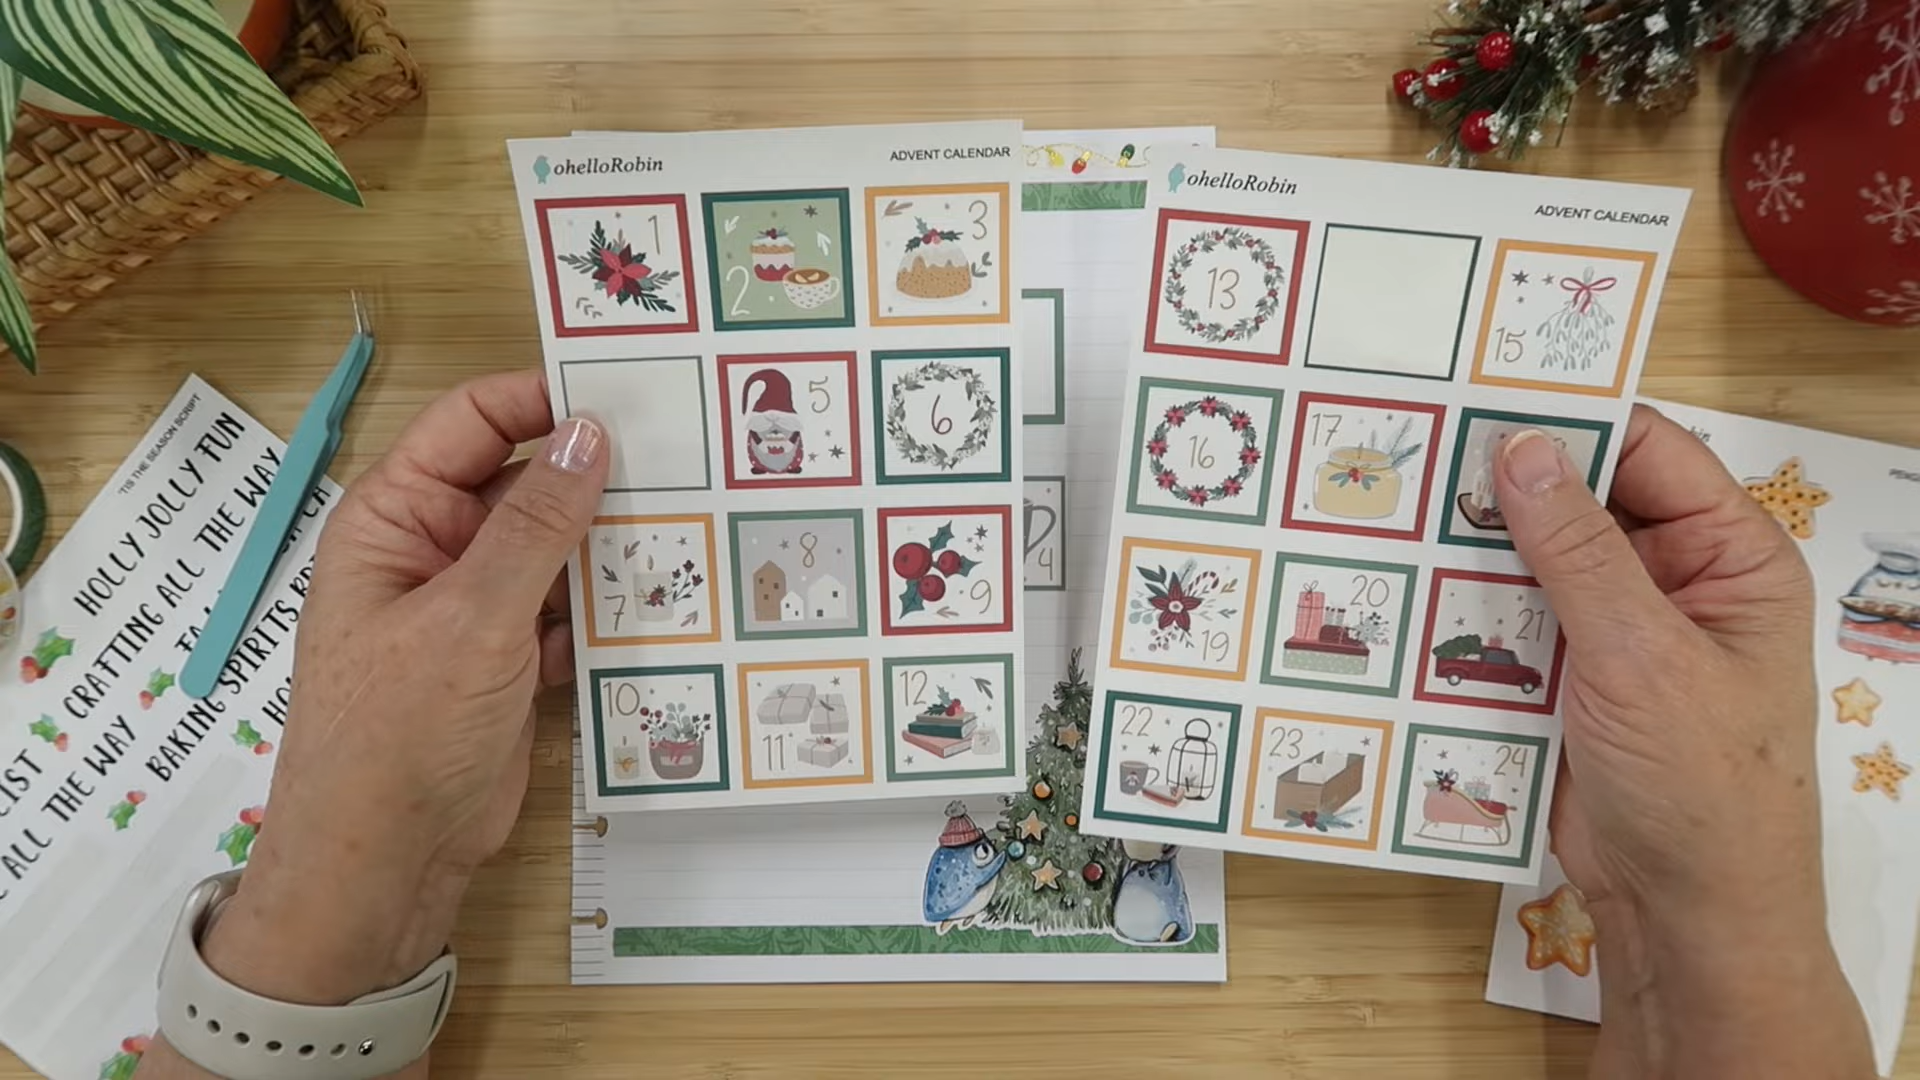 ohelloRobin
ADVENT CALENDAR
1
2
3
5
6
7
8
9
10
11
12
ohelloRobin
ADVENT CALENDAR
13
15
16
17
19
20
21
22
23
24
4
'TIS THE SEASON SCRIPT
HOLLY JOLLY FUN
CRAFTING ALL THE WAY
BAKING SPIRITS
LIST
ALL THE WAY